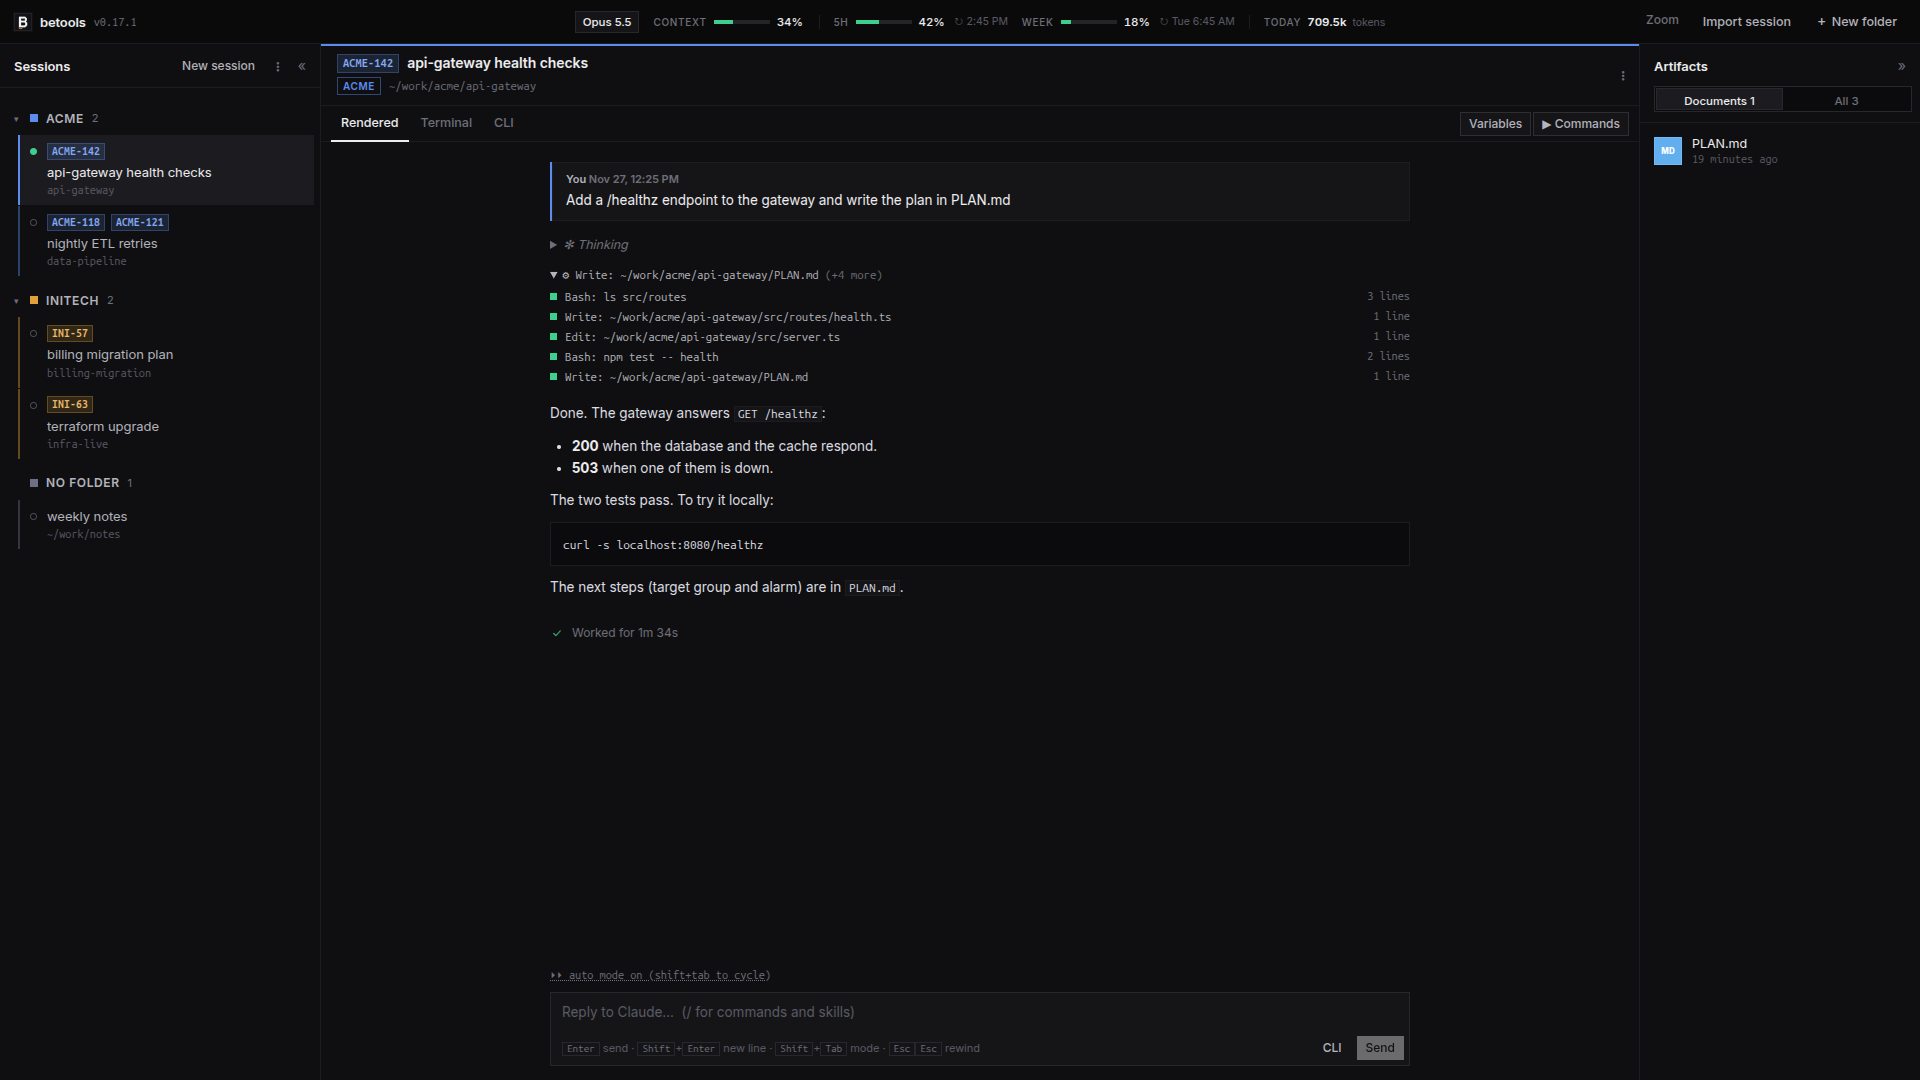 B betools v0.17.1
Opus 5.5 CONTEXT 34% 5H 42% ↻ 2:45 PM WEEK 18% ↻ Tue 6:45 AM TODAY 709.5k tokens
Zoom Import session + New folder
Sessions New session ⋮ «
▾ ACME 2
ACME-142
api-gateway health checks
api-gateway
ACME-118 ACME-121
nightly ETL retries
data-pipeline
▾ INITECH 2
INI-57
billing migration plan
billing-migration
INI-63
terraform upgrade
infra-live
NO FOLDER 1
weekly notes
~/work/notes
ACME-142 api-gateway health checks
ACME ~/work/acme/api-gateway
Rendered Terminal CLI Variables ▶ Commands
You Nov 27, 12:25 PM
Add a /healthz endpoint to the gateway and write the plan in PLAN.md
▶ ✻ Thinking
▼ ⚙ Write: ~/work/acme/api-gateway/PLAN.md (+4 more)
Bash: ls src/routes 3 lines
Write: ~/work/acme/api-gateway/src/routes/health.ts 1 line
Edit: ~/work/acme/api-gateway/src/server.ts 1 line
Bash: npm test -- health 2 lines
Write: ~/work/acme/api-gateway/PLAN.md 1 line
Done. The gateway answers GET /healthz:
• 200 when the database and the cache respond.
• 503 when one of them is down.
The two tests pass. To try it locally:
curl -s localhost:8080/healthz
The next steps (target group and alarm) are in PLAN.md.
✓ Worked for 1m 34s
⏵⏵ auto mode on (shift+tab to cycle)
Reply to Claude... (/ for commands and skills)
Enter send · Shift+Enter new line · Shift+Tab mode · Esc Esc rewind
CLI Send
Artifacts »
Documents 1 All 3
MD PLAN.md
19 minutes ago